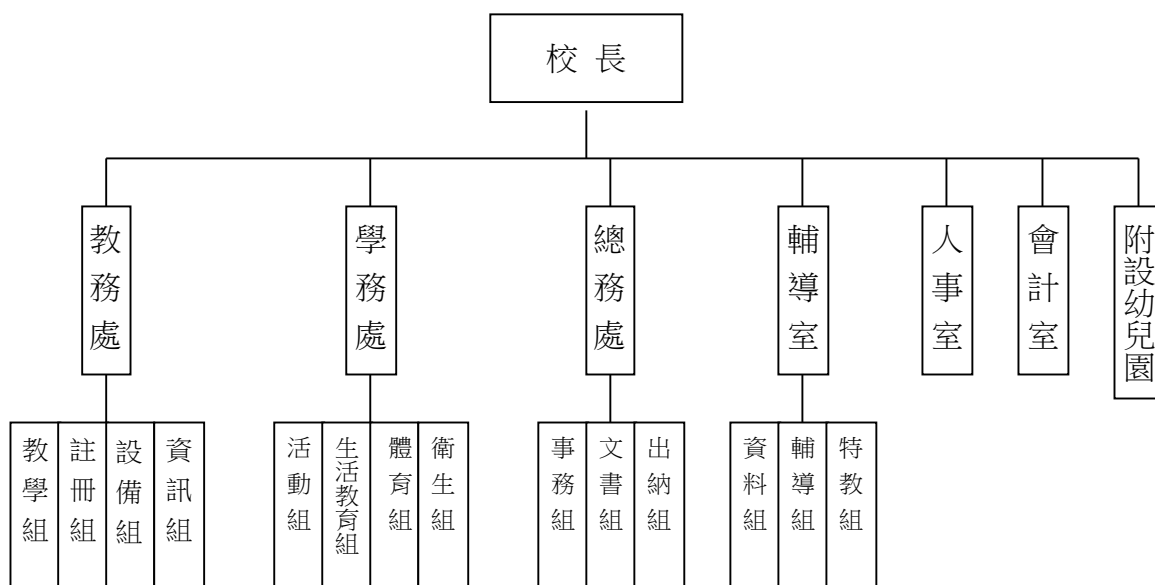 校長
教務處
學務處
總務處
輔導室
人事室
會計室
附設幼兒園
教學組
註冊組
設備組
資訊組
活動組
生活教育組
體育組
衛生組
事務組
文書組
出納組
資料組
輔導組
特教組